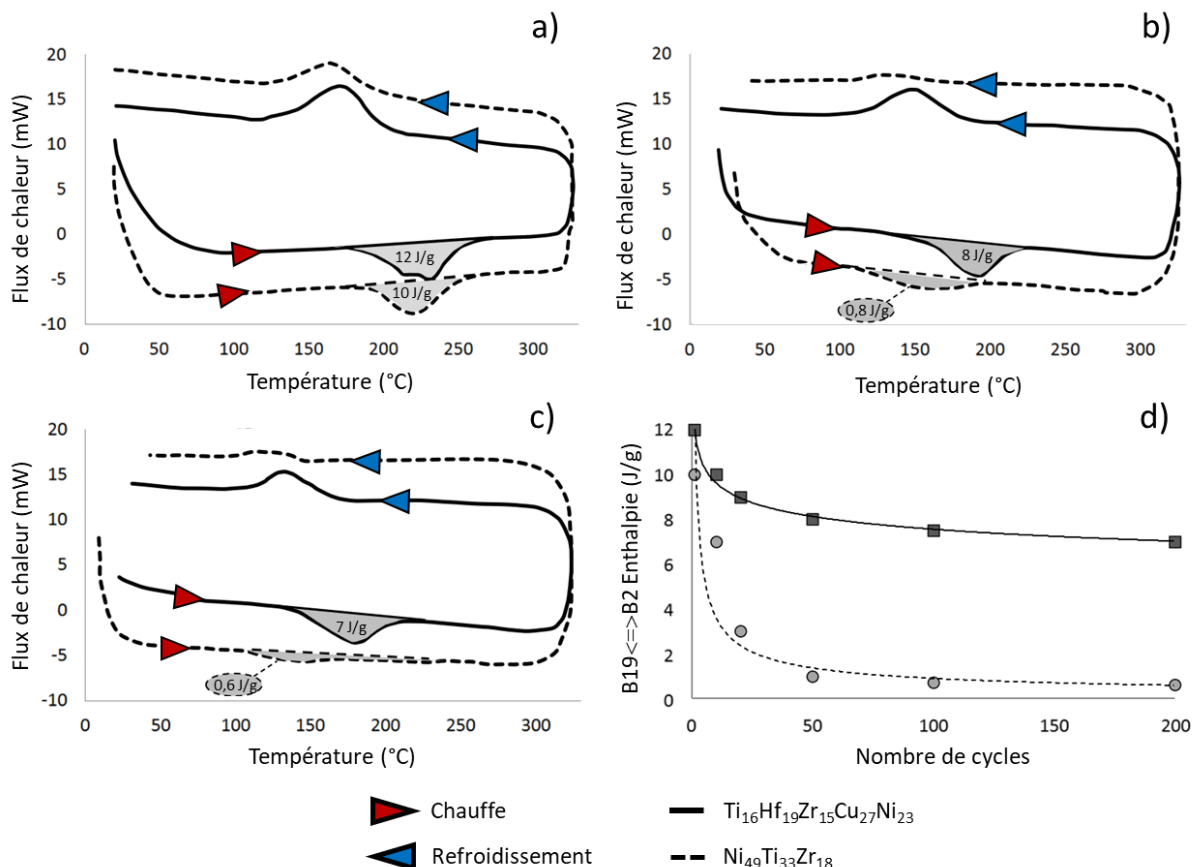 a)
Flux de chaleur (mW)
20
15
10
5
0
-5
-10
12 J/g
10 J/g
0 50 100 150 200 250 300
Température (°C)
b)
Flux de chaleur (mW)
20
15
10
5
0
-5
-10
8 J/g
0,8 J/g
0 50 100 150 200 250 300
Température (°C)
c)
Flux de chaleur (mW)
20
15
10
5
0
-5
-10
7 J/g
0,6 J/g
0 50 100 150 200 250 300
Température (°C)
d)
B19<=>B2 Enthalpie (J/g)
12
10
8
6
4
2
0
0 50 100 150 200
Nombre de cycles
Chauffe
Ti₁₆Hf₁₉Zr₁₅Cu₂₇Ni₂₃
Refroidissement
Ni₄₉Ti₃₃Zr₁₈